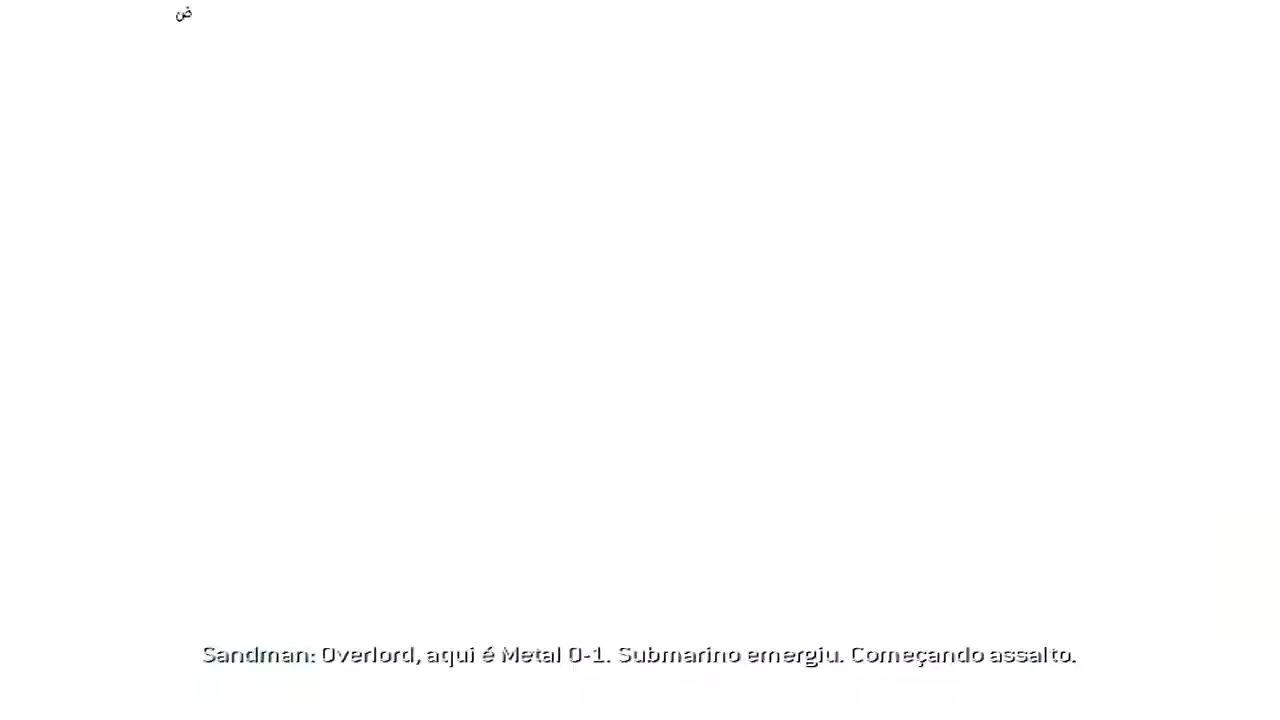 ض
Sandman: Overlord, aqui é Metal 0-1. Submarino emergiu. Começando assalto.